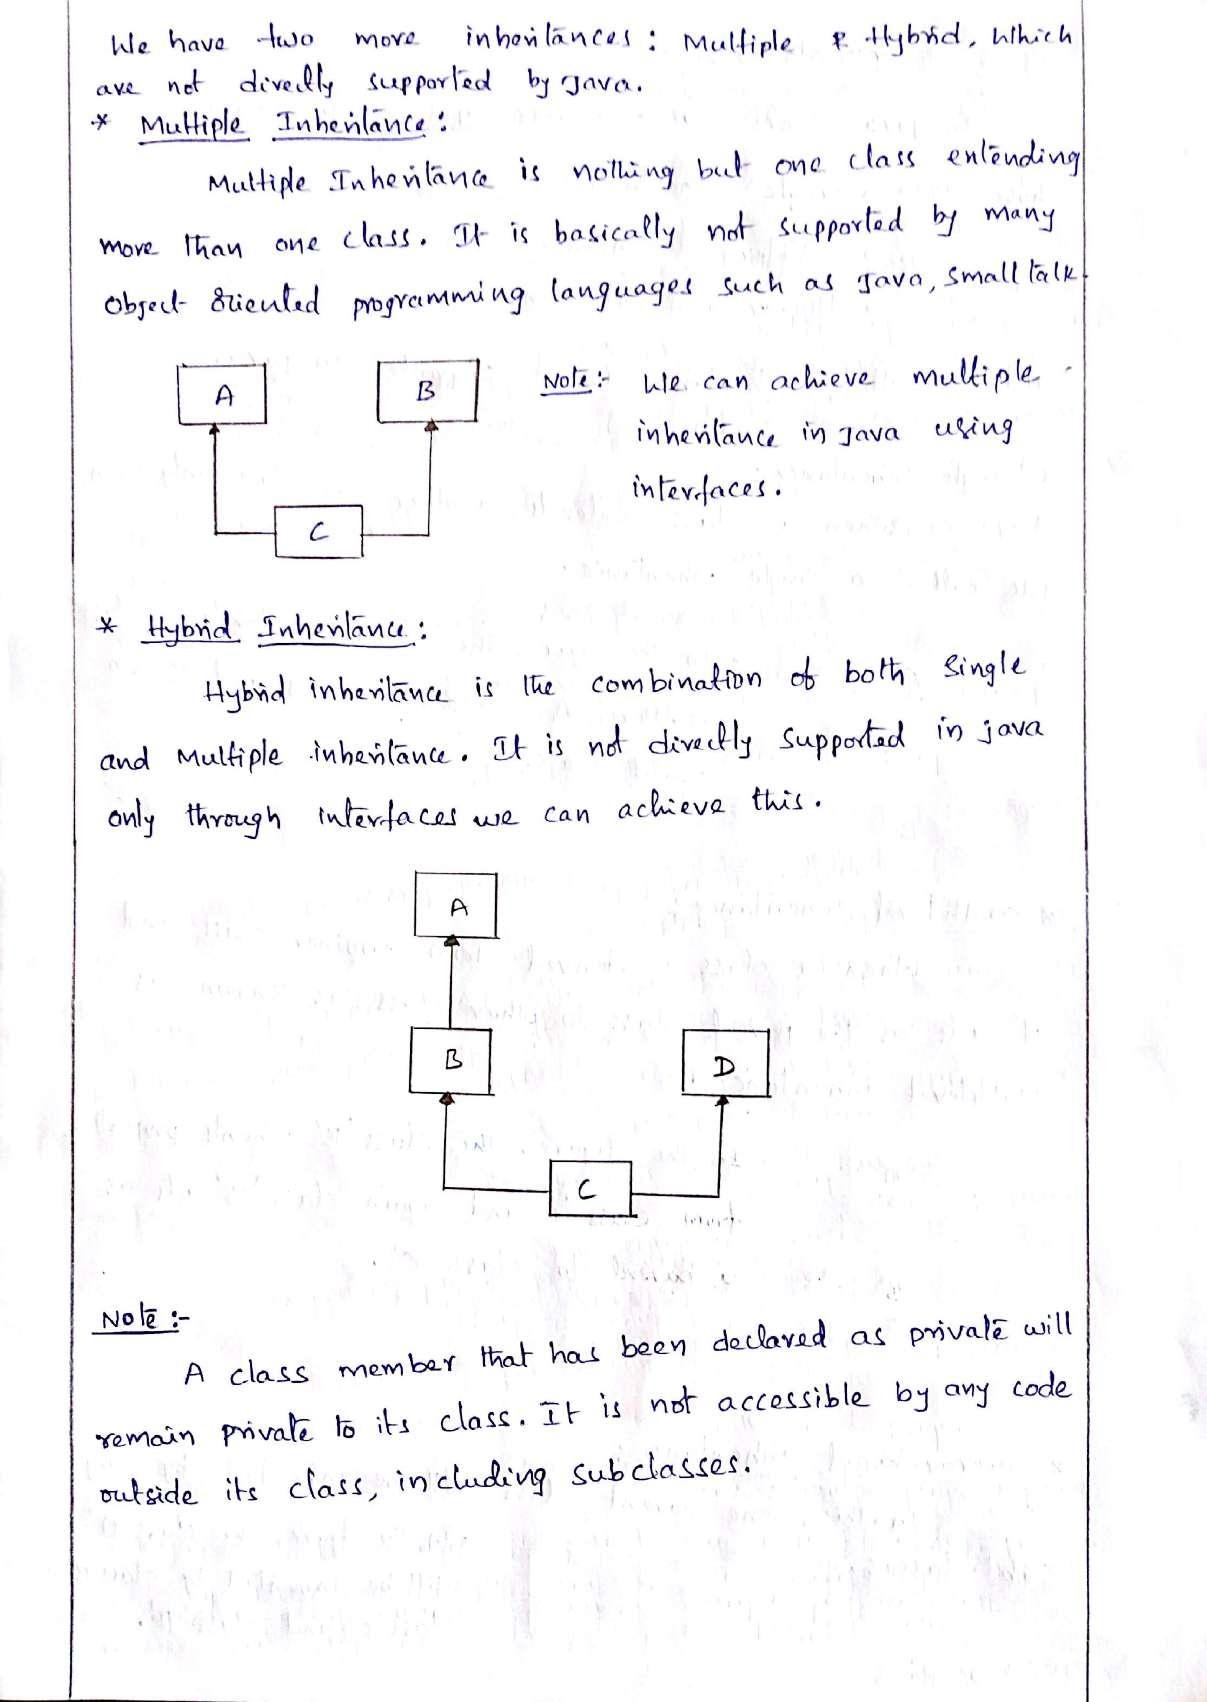 We have two more inheritances : Multiple & Hybrid, Which
are not directly supported by Java.
* Multiple Inheritance :
Multiple Inheritance is nothing but one class extending
more than one class. It is basically not supported by many
Object Oriented programming languages such as Java, Small talk.
A
B
Note :- We can achieve multiple
inheritance in Java using
interfaces.
C
* Hybrid Inheritance :
Hybrid inheritance is the combination of both Single
and Multiple inheritance. It is not directly supported in java
only through interfaces we can achieve this.
A
B
D
C
Note :-
A class member that has been declared as private will
remain private to its class. It is not accessible by any code
outside its class, including subclasses.